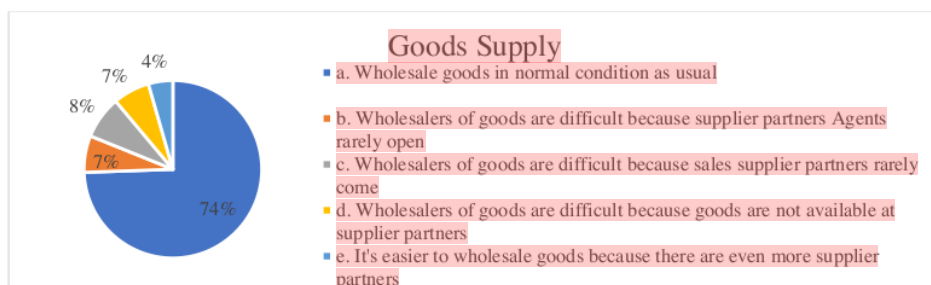 Goods Supply
4%
7%
8%
7%
74%
a. Wholesale goods in normal condition as usual
b. Wholesalers of goods are difficult because supplier partners Agents
rarely open
c. Wholesalers of goods are difficult because sales supplier partners rarely
come
d. Wholesalers of goods are difficult because goods are not available at
supplier partners
e. It's easier to wholesale goods because there are even more supplier
partners